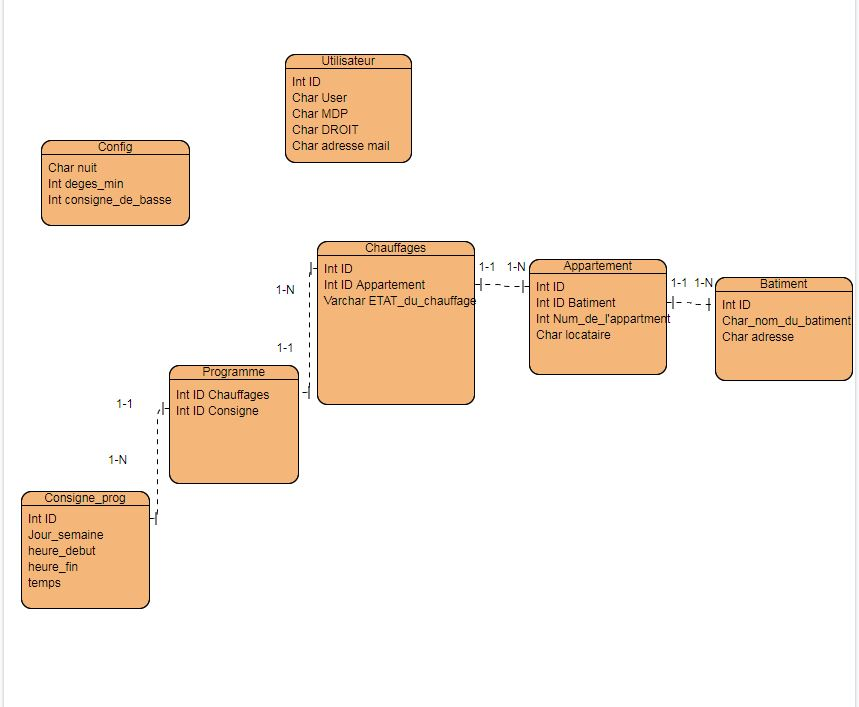 Utilisateur
Int ID
Char User
Char MDP
Char DROIT
Char adresse mail
Config
Char nuit
Int deges_min
Int consigne_de_basse
Chauffages
Int ID
Int ID Appartement
Varchar ETAT_du_chauffage
1-1 1-N
Appartement
Int ID
Int ID Batiment
Int Num_de_l'appartment
Char locataire
1-1 1-N
Batiment
Int ID
Char_nom_du_batiment
Char adresse
1-N
1-1
Programme
Int ID Chauffages
Int ID Consigne
1-1
1-N
Consigne_prog
Int ID
Jour_semaine
heure_debut
heure_fin
temps